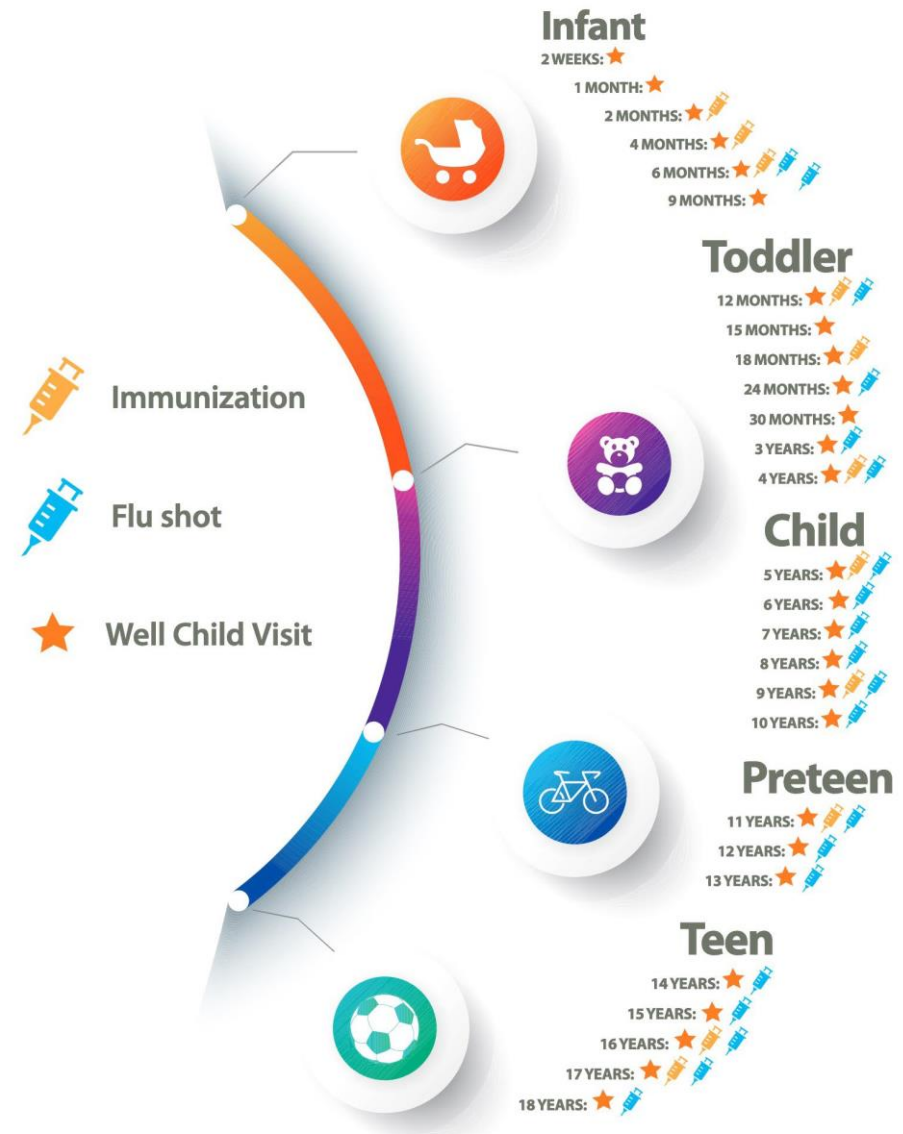 Infant
2 WEEKS:
1 MONTH:
2 MONTHS:
4 MONTHS:
6 MONTHS:
9 MONTHS:
Toddler
12 MONTHS:
15 MONTHS:
18 MONTHS:
24 MONTHS:
30 MONTHS:
3 YEARS:
4 YEARS:
Immunization
Flu shot
Well Child Visit
Child
5 YEARS:
6 YEARS:
7 YEARS:
8 YEARS:
9 YEARS:
10 YEARS:
Preteen
11 YEARS:
12 YEARS:
13 YEARS:
Teen
14 YEARS:
15 YEARS:
16 YEARS:
17 YEARS:
18 YEARS: